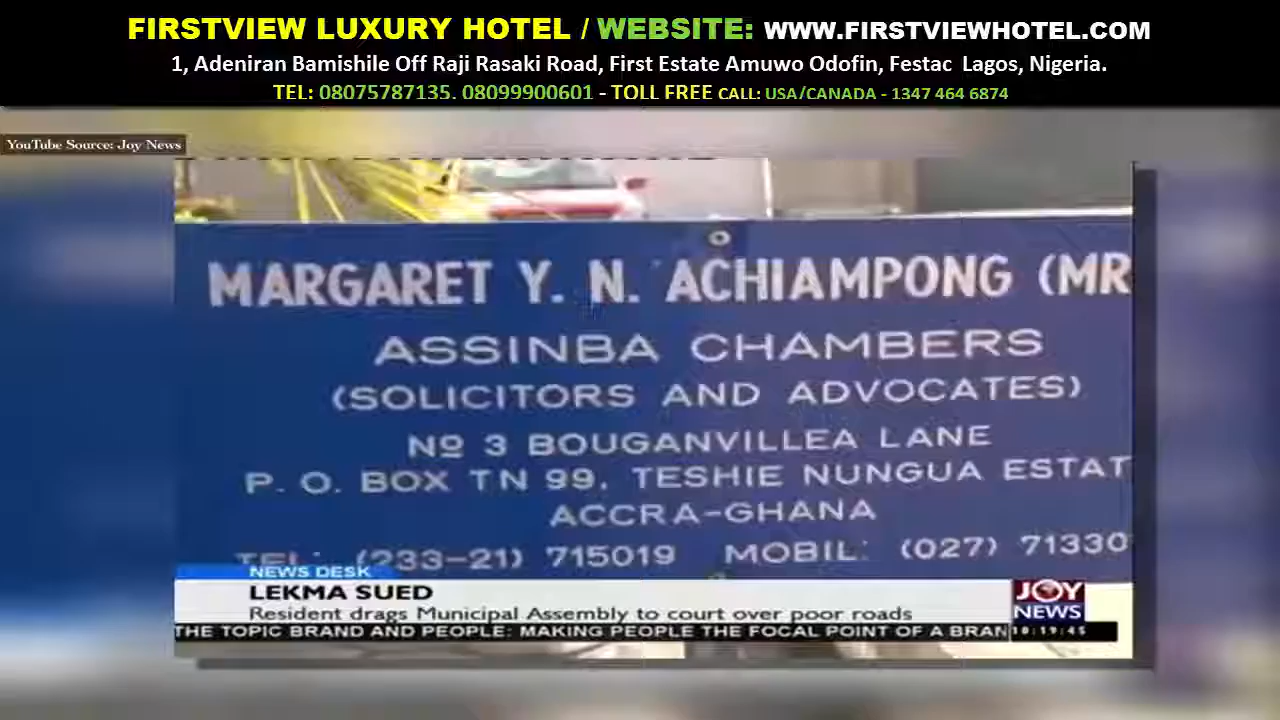 FIRSTVIEW LUXURY HOTEL / WEBSITE: WWW.FIRSTVIEWHOTEL.COM
1, Adeniran Bamishile Off Raji Rasaki Road, First Estate Amuwo Odofin, Festac Lagos, Nigeria.
TEL: 08075787135. 08099900601 - TOLL FREE CALL: USA/CANADA - 1347 464 6874
YouTube Source: Joy News
MARGARET Y. N. ACHIAMPONG (MR
ASSINBA CHAMBERS
(SOLICITORS AND ADVOCATES)
Nº 3 BOUGANVILLEA LANE
P. O. BOX TN 99, TESHIE NUNGUA ESTAT
ACCRA-GHANA
TEL: (233-21) 715019 MOBIL: (027) 71330
NEWS DESK
LEKMA SUED
Resident drags Municipal Assembly to court over poor roads
JOY
NEWS
THE TOPIC BRAND AND PEOPLE: MAKING PEOPLE THE FOCAL POINT OF A BRAN
18:19:45